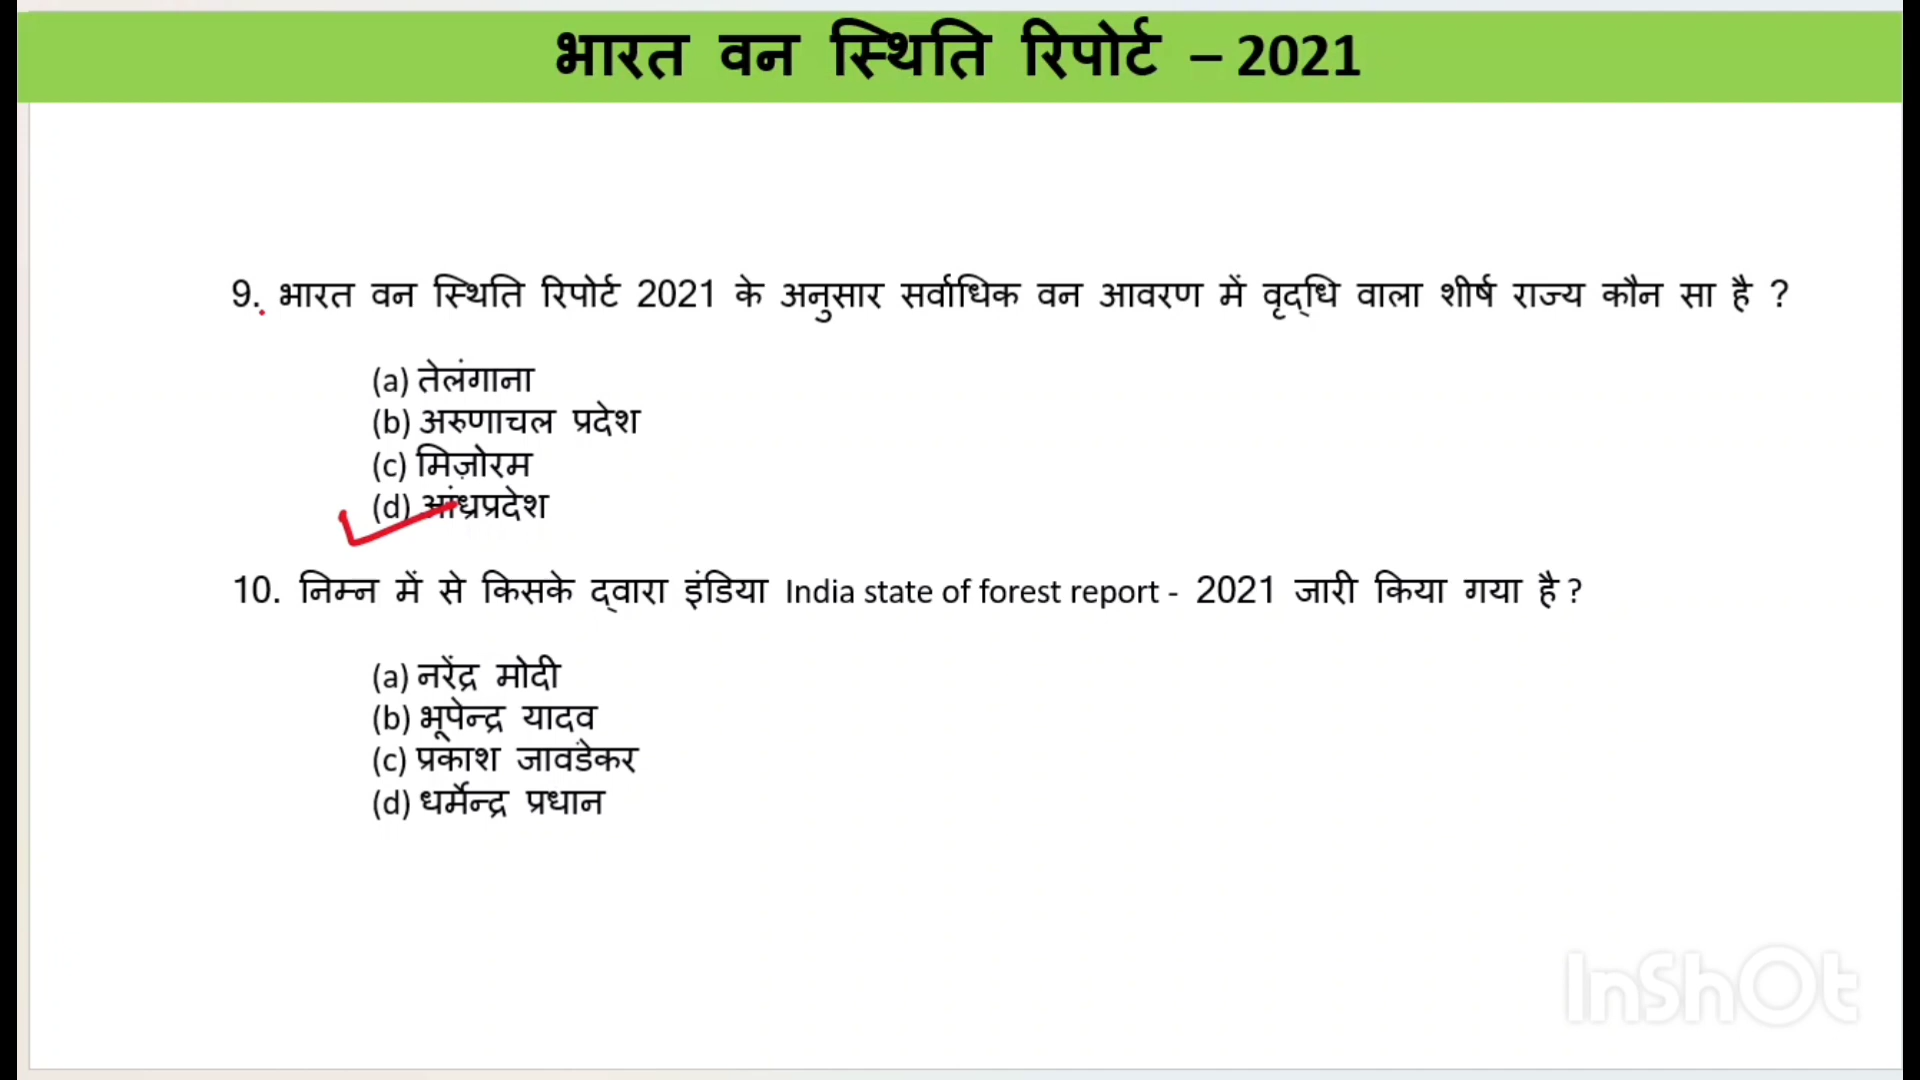 भारत वन स्थिति रिपोर्ट – 2021
9. भारत वन स्थिति रिपोर्ट 2021 के अनुसार सर्वाधिक वन आवरण में वृद्धि वाला शीर्ष राज्य कौन सा है ?
(a) तेलंगाना
(b) अरुणाचल प्रदेश
(c) मिज़ोरम
(d) आंध्रप्रदेश
10. निम्न में से किसके द्वारा इंडिया India state of forest report - 2021 जारी किया गया है ?
(a) नरेंद्र मोदी
(b) भूपेन्द्र यादव
(c) प्रकाश जावडेकर
(d) धर्मेन्द्र प्रधान
InShOt